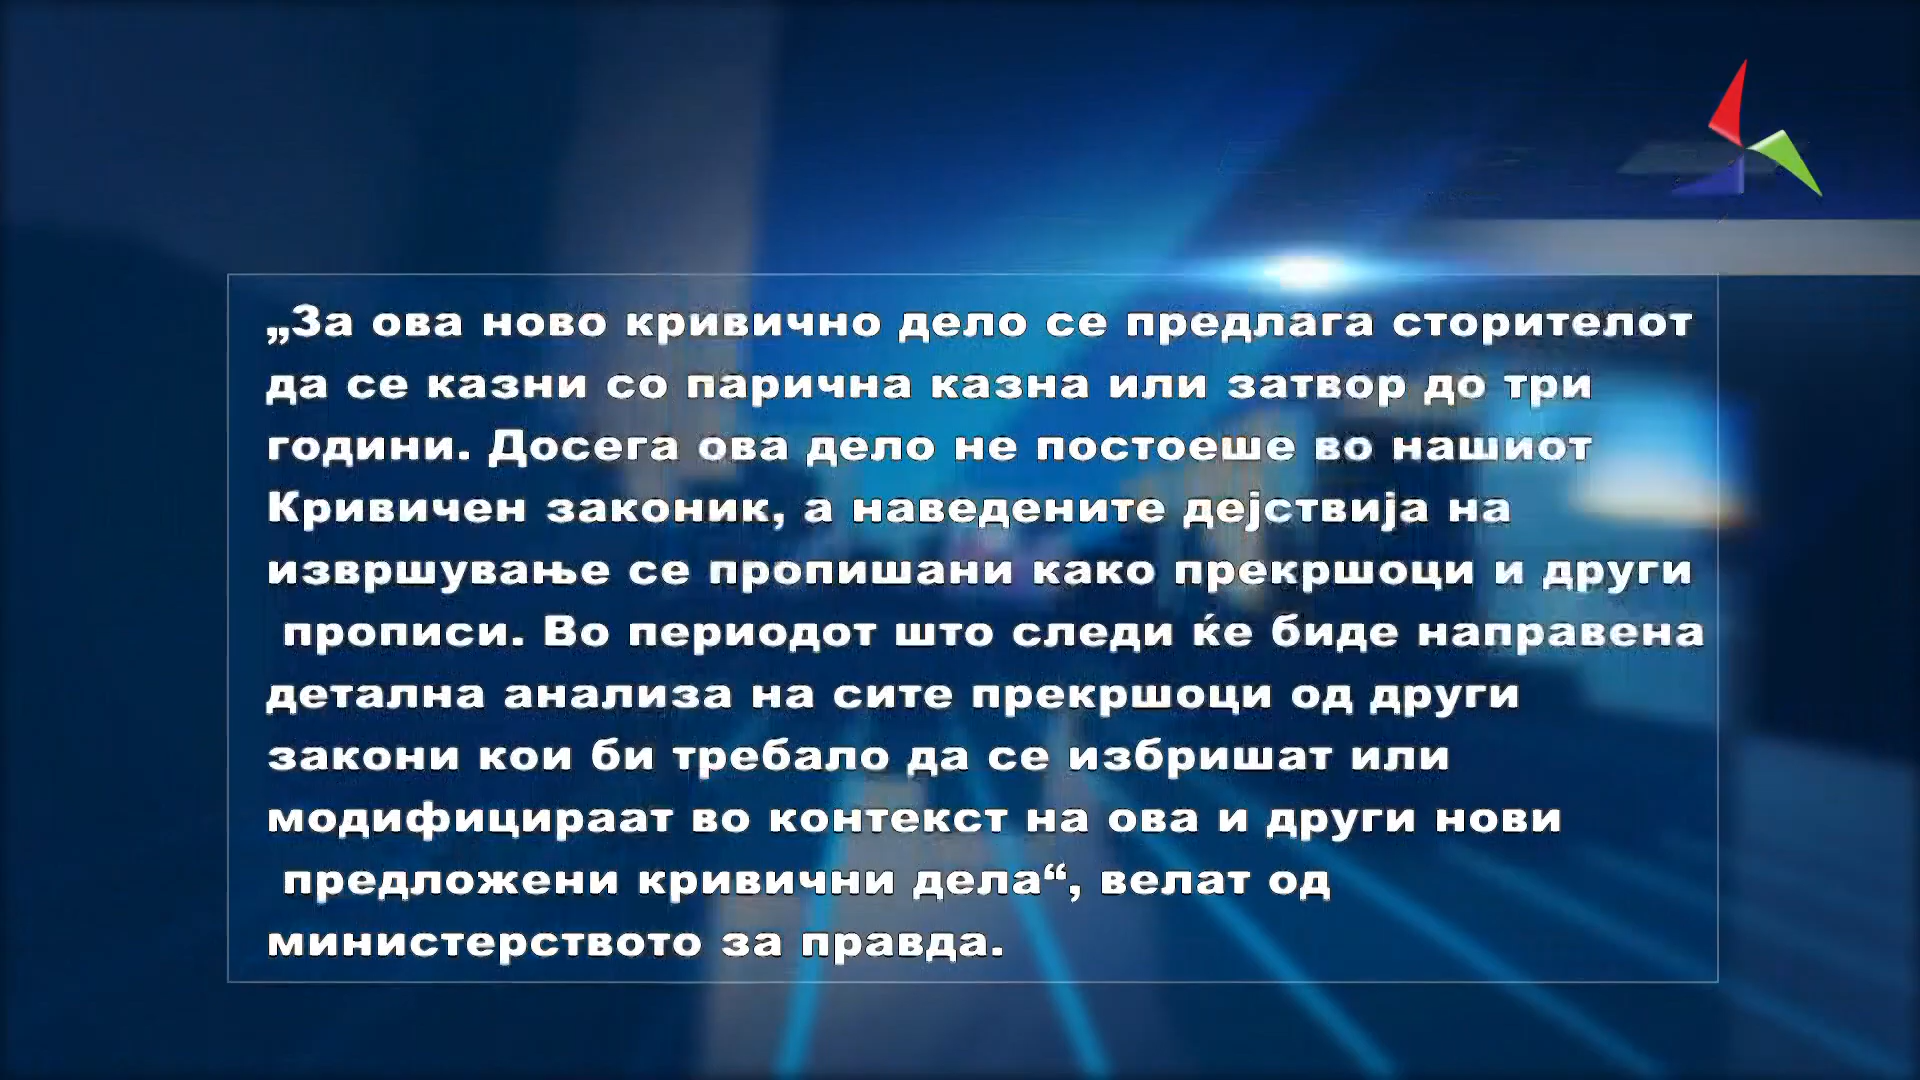 „За ова ново кривично дело се предлага сторителот
да се казни со парична казна или затвор до три
години. Досега ова дело не постоеше во нашиот
Кривичен законик, а наведените дејствија на
извршување се пропишани како прекршоци и други
прописи. Во периодот што следи ќе биде направена
детална анализа на сите прекршоци од други
закони кои би требало да се избришат или
модифицираат во контекст на ова и други нови
предложени кривични дела“, велат од
министерството за правда.